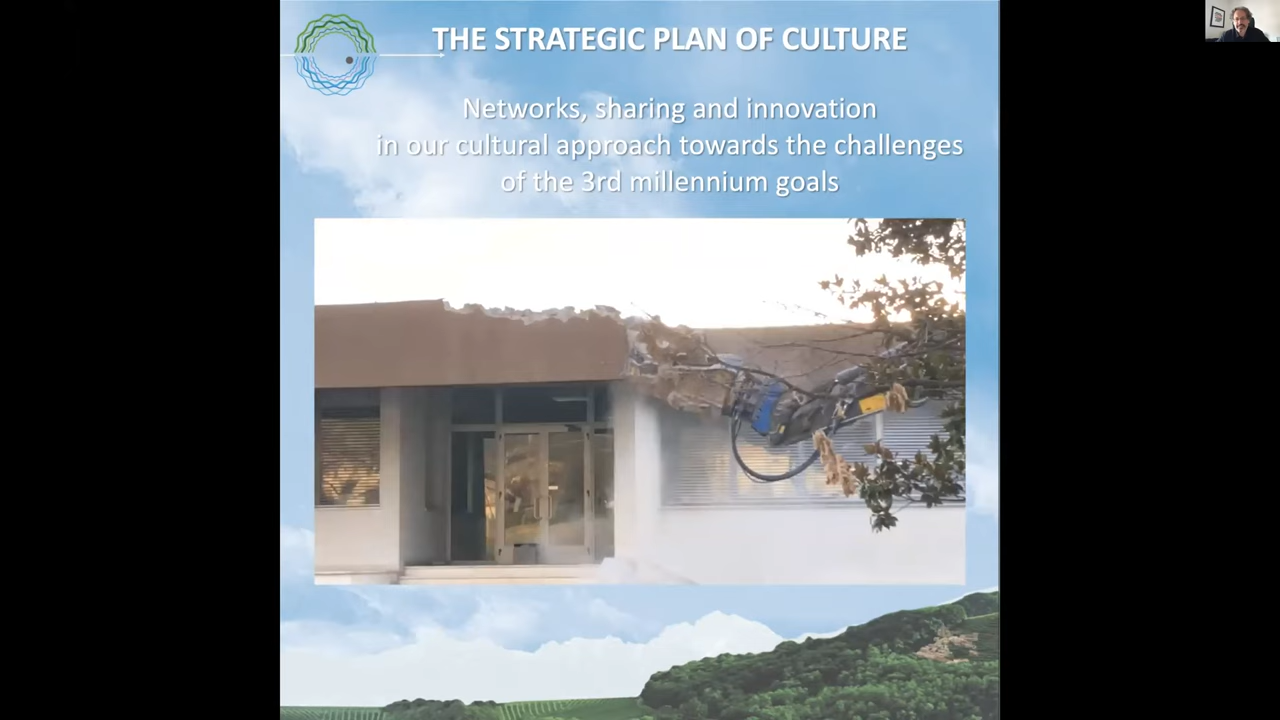 THE STRATEGIC PLAN OF CULTURE
Networks, sharing and innovation
in our cultural approach towards the challenges
of the 3rd millennium goals